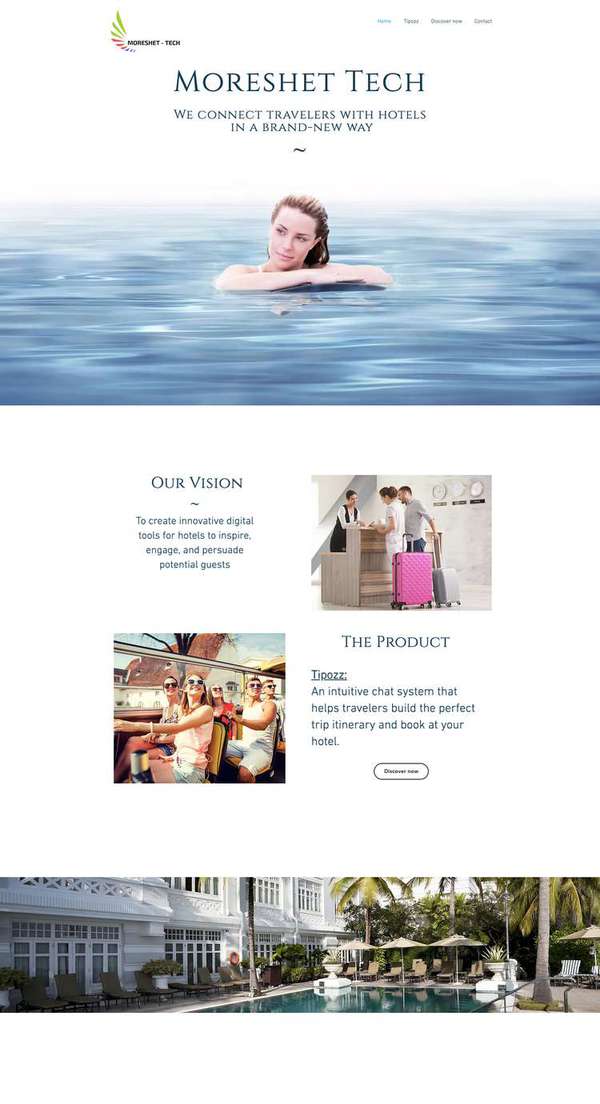 MORESHET - TECH
Home Tipozz Discover now Contact
Moreshet Tech
We connect travelers with hotels
in a brand-new way
~
Our Vision
~
To create innovative digital
tools for hotels to inspire,
engage, and persuade
potential guests
The Product
Tipozz:
An intuitive chat system that
helps travelers build the perfect
trip itinerary and book at your
hotel.
Discover now